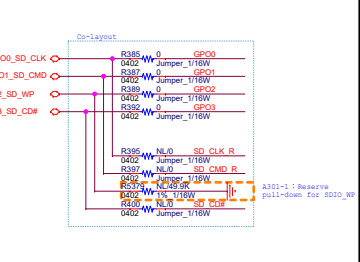 Co-layout
O0_SD_CLK
R385 0 GPO0
0402 Jumper_1/16W
O1_SD_CMD
R387 0 GPO1
0402 Jumper_1/16W
2_SD_WP
R389 0 GPO2
0402 Jumper_1/16W
3_SD_CD#
R392 0 GPO3
0402 Jumper_1/16W
R395 NL/0 SD_CLK_R
0402 Jumper_1/16W
R397 NL/0 SD_CMD_R
0402 Jumper_1/16W
R5379 NL/49.9K
0402 1%_1/16W
A301-1 : Reserve
pull-down for SDIO_WP
R400 NL/0 SD_CD#
0402 Jumper_1/16W